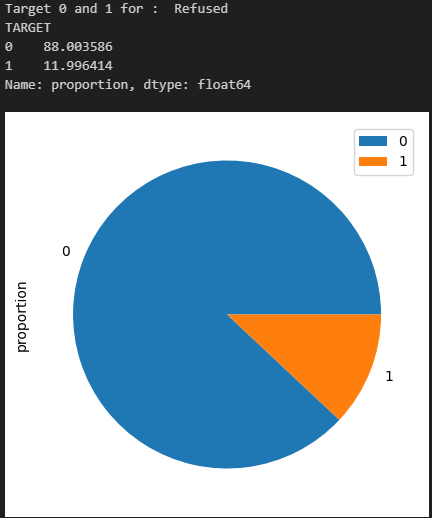 Target 0 and 1 for :  Refused
TARGET
0    88.003586
1    11.996414
Name: proportion, dtype: float64
0
1
0
proportion
1